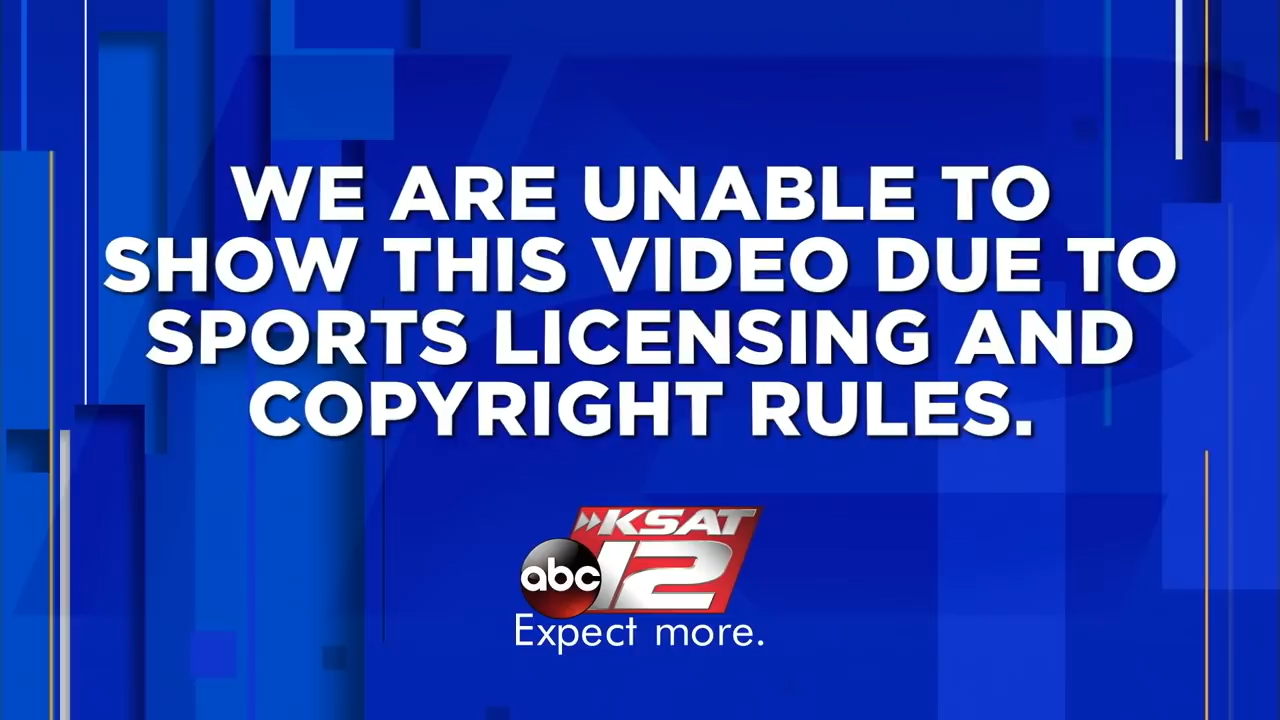 WE ARE UNABLE TO
SHOW THIS VIDEO DUE TO
SPORTS LICENSING AND
COPYRIGHT RULES.
KSAT
abc 12
Expect more.